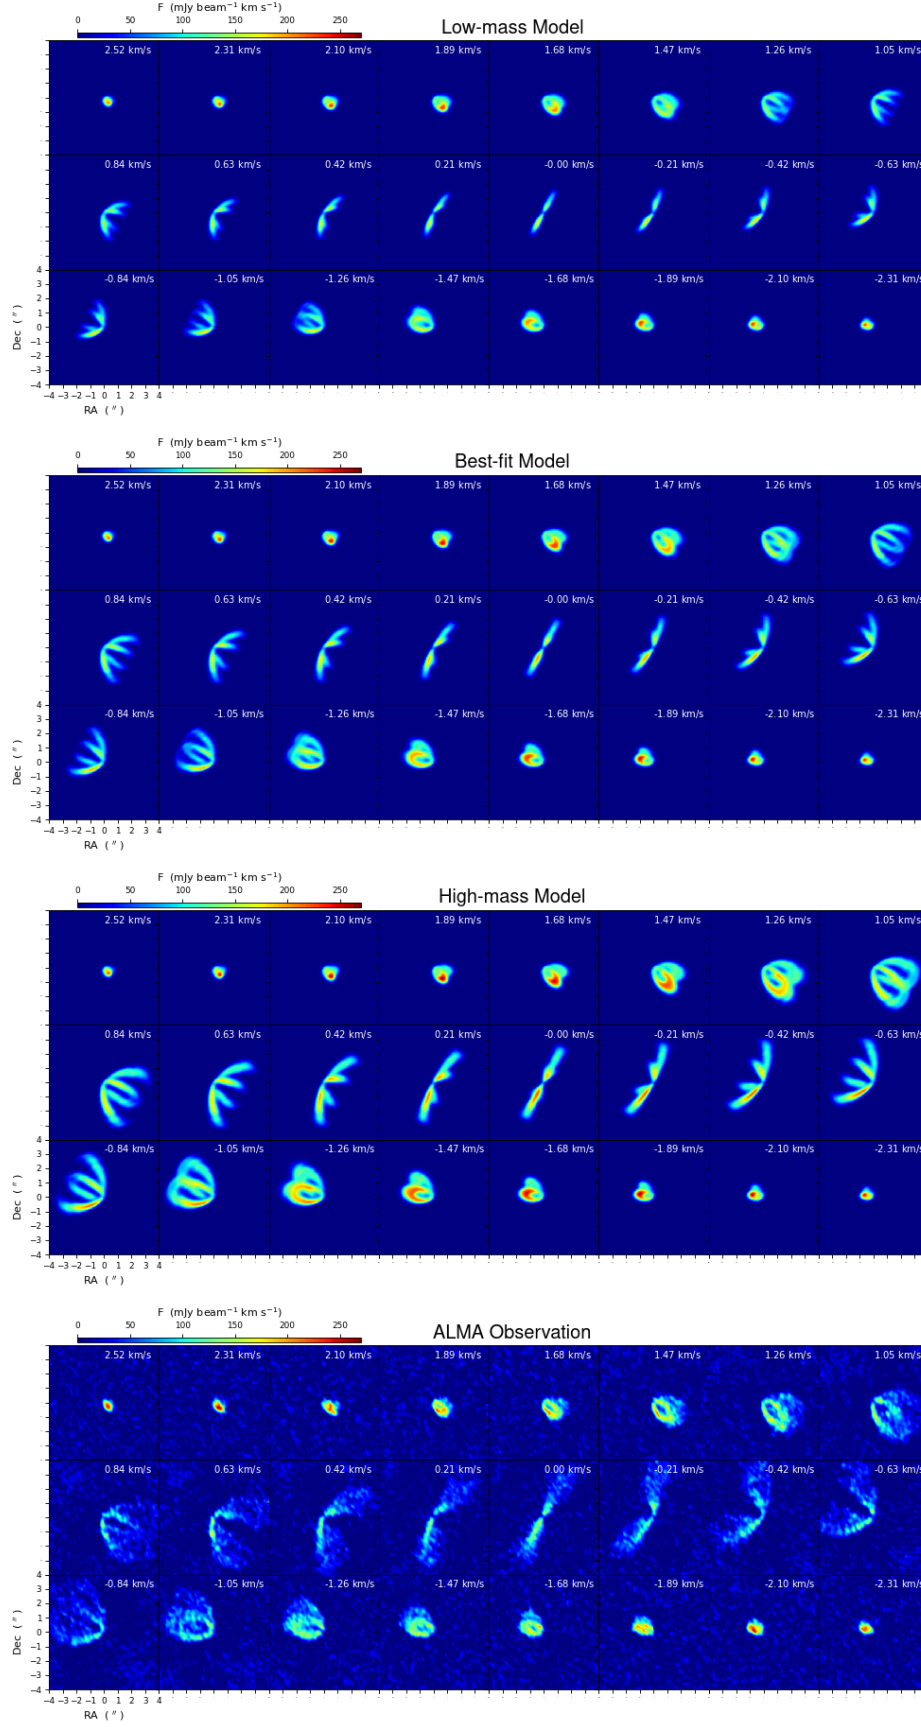 F (mJy beam⁻¹ km s⁻¹)
0 50 100 150 200 250
Low-mass Model
2.52 km/s 2.31 km/s 2.10 km/s 1.89 km/s 1.68 km/s 1.47 km/s 1.26 km/s 1.05 km/s
0.84 km/s 0.63 km/s 0.42 km/s 0.21 km/s -0.00 km/s -0.21 km/s -0.42 km/s -0.63 km/s
-0.84 km/s -1.05 km/s -1.26 km/s -1.47 km/s -1.68 km/s -1.89 km/s -2.10 km/s -2.31 km/s
4
3
2
1
0
−1
−2
−3
−4
Dec (″)
−4 −3 −2 −1 0 1 2 3 4
RA (″)
F (mJy beam⁻¹ km s⁻¹)
0 50 100 150 200 250
Best-fit Model
2.52 km/s 2.31 km/s 2.10 km/s 1.89 km/s 1.68 km/s 1.47 km/s 1.26 km/s 1.05 km/s
0.84 km/s 0.63 km/s 0.42 km/s 0.21 km/s -0.00 km/s -0.21 km/s -0.42 km/s -0.63 km/s
-0.84 km/s -1.05 km/s -1.26 km/s -1.47 km/s -1.68 km/s -1.89 km/s -2.10 km/s -2.31 km/s
4
3
2
1
0
−1
−2
−3
−4
Dec (″)
−4 −3 −2 −1 0 1 2 3 4
RA (″)
F (mJy beam⁻¹ km s⁻¹)
0 50 100 150 200 250
High-mass Model
2.52 km/s 2.31 km/s 2.10 km/s 1.89 km/s 1.68 km/s 1.47 km/s 1.26 km/s 1.05 km/s
0.84 km/s 0.63 km/s 0.42 km/s 0.21 km/s -0.00 km/s -0.21 km/s -0.42 km/s -0.63 km/s
-0.84 km/s -1.05 km/s -1.26 km/s -1.47 km/s -1.68 km/s -1.89 km/s -2.10 km/s -2.31 km/s
4
3
2
1
0
−1
−2
−3
−4
Dec (″)
−4 −3 −2 −1 0 1 2 3 4
RA (″)
F (mJy beam⁻¹ km s⁻¹)
0 50 100 150 200 250
ALMA Observation
2.52 km/s 2.31 km/s 2.10 km/s 1.89 km/s 1.68 km/s 1.47 km/s 1.26 km/s 1.05 km/s
0.84 km/s 0.63 km/s 0.42 km/s 0.21 km/s 0.00 km/s -0.21 km/s -0.42 km/s -0.63 km/s
-0.84 km/s -1.05 km/s -1.26 km/s -1.47 km/s -1.68 km/s -1.89 km/s -2.10 km/s -2.31 km/s
4
3
2
1
0
−1
−2
−3
−4
Dec (″)
−4 −3 −2 −1 0 1 2 3 4
RA (″)